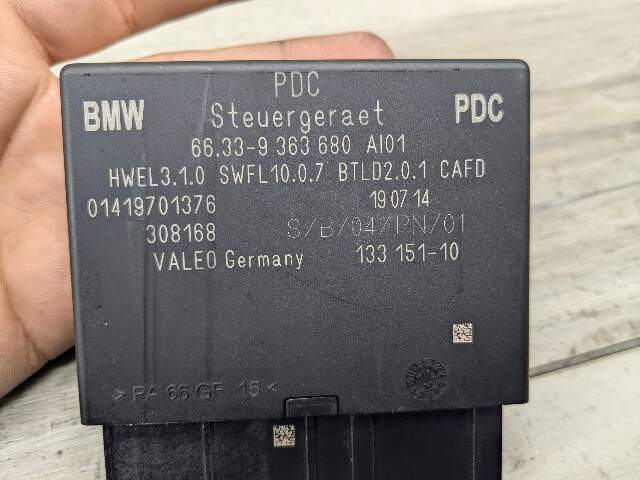 PDC
BMW Steuergeraet PDC
66.33-9 363 680 AI01
HWEL3.1.0 SWFL10.0.7 BTLD2.0.1 CAFD
01419701376 19 07 14
308168 S/B/047/PN/01
VALEO Germany 133 151-10
> PA 66 GF 15 <